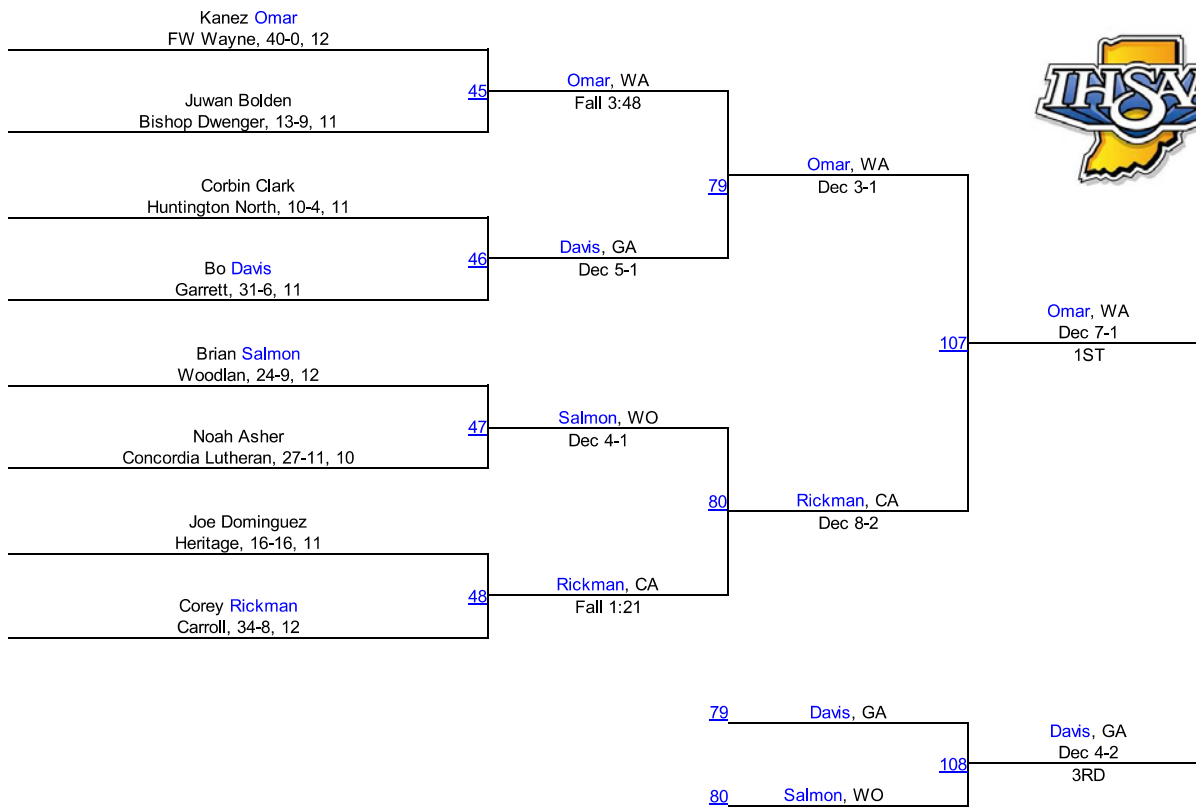 Kanez Omar
FW Wayne, 40-0, 12
45
Juwan Bolden
Bishop Dwenger, 13-9, 11
Omar, WA
Fall 3:48
Corbin Clark
Huntington North, 10-4, 11
46
Bo Davis
Garrett, 31-6, 11
Davis, GA
Dec 5-1
79
Omar, WA
Dec 3-1
Brian Salmon
Woodlan, 24-9, 12
47
Noah Asher
Concordia Lutheran, 27-11, 10
Salmon, WO
Dec 4-1
Joe Dominguez
Heritage, 16-16, 11
48
Corey Rickman
Carroll, 34-8, 12
Rickman, CA
Fall 1:21
80
Rickman, CA
Dec 8-2
107
Omar, WA
Dec 7-1
1ST
79
Davis, GA
80
Salmon, WO
108
Davis, GA
Dec 4-2
3RD
IHSAA